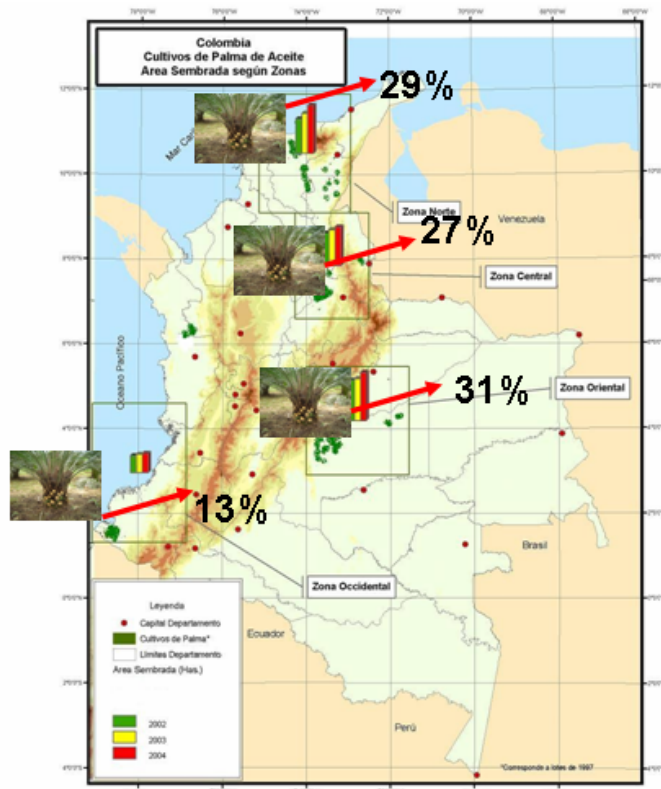 Colombia
Cultivos de Palma de Aceite
Area Sembrada según Zonas
29%
Zona Norte
Venezuela
27%
Zona Central
Oceano Pacífico
31%
Zona Oriental
13%
Brasil
Zona Occidental
Ecuador
Perú
Leyenda
Capital Departamento
Cultivos de Palma*
Límites Departamento
Area Sembrada (Has.)
2002
2003
2004
*Corresponde a lotes de 1997